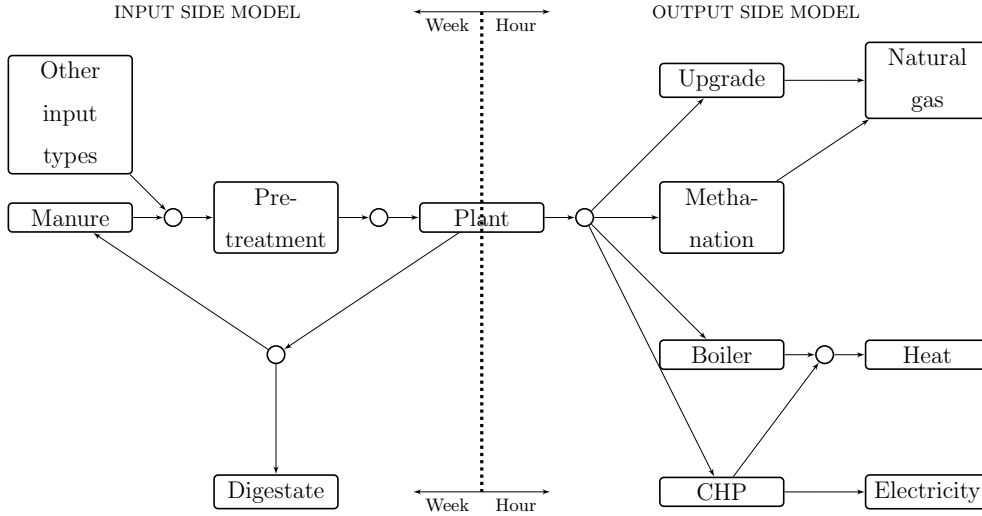 INPUT SIDE MODEL
OUTPUT SIDE MODEL
Week Hour
Other
input
types
Upgrade
Natural
gas
Manure
Pre-
treatment
Plant
Metha-
nation
Boiler
Heat
Digestate
CHP
Electricity
Week Hour